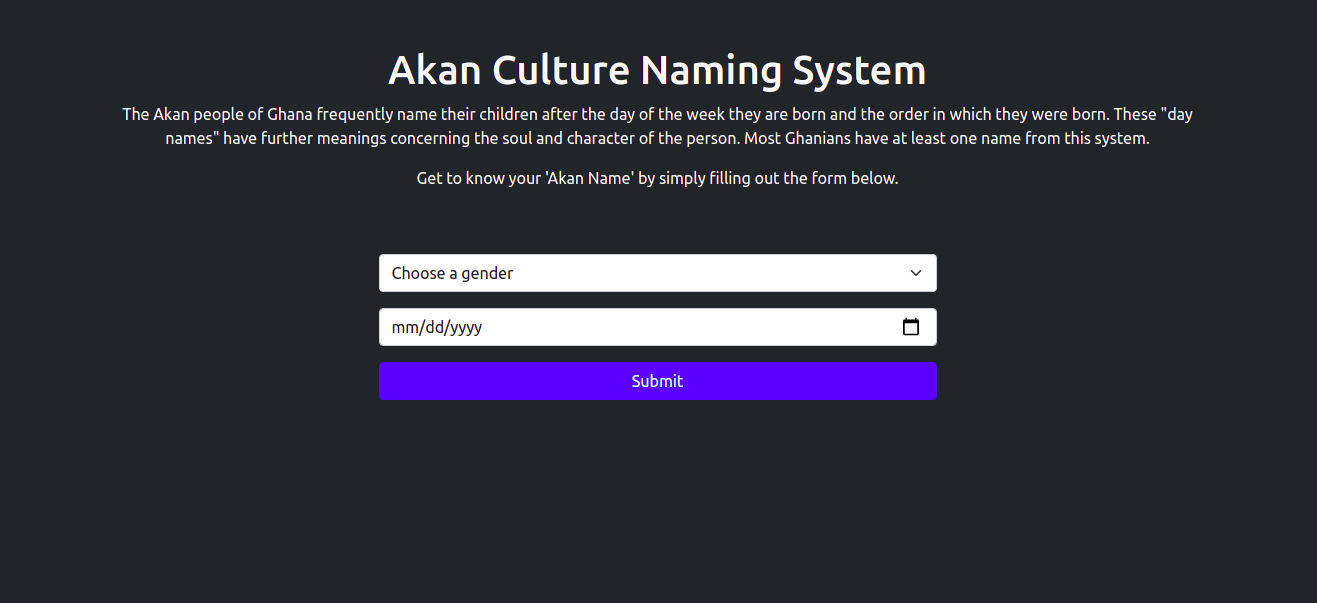 Akan Culture Naming System
The Akan people of Ghana frequently name their children after the day of the week they are born and the order in which they were born. These "day
names" have further meanings concerning the soul and character of the person. Most Ghanians have at least one name from this system.
Get to know your 'Akan Name' by simply filling out the form below.
Choose a gender
mm/dd/yyyy
Submit